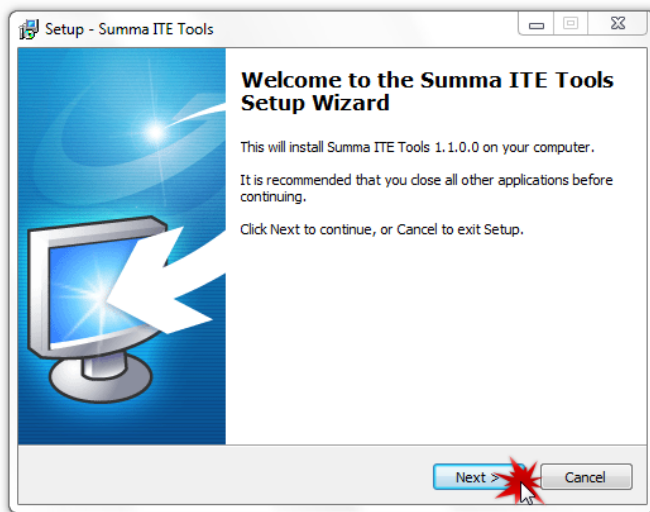 Setup - Summa ITE Tools
Welcome to the Summa ITE Tools
Setup Wizard
This will install Summa ITE Tools 1.1.0.0 on your computer.
It is recommended that you close all other applications before
continuing.
Click Next to continue, or Cancel to exit Setup.
Next >
Cancel